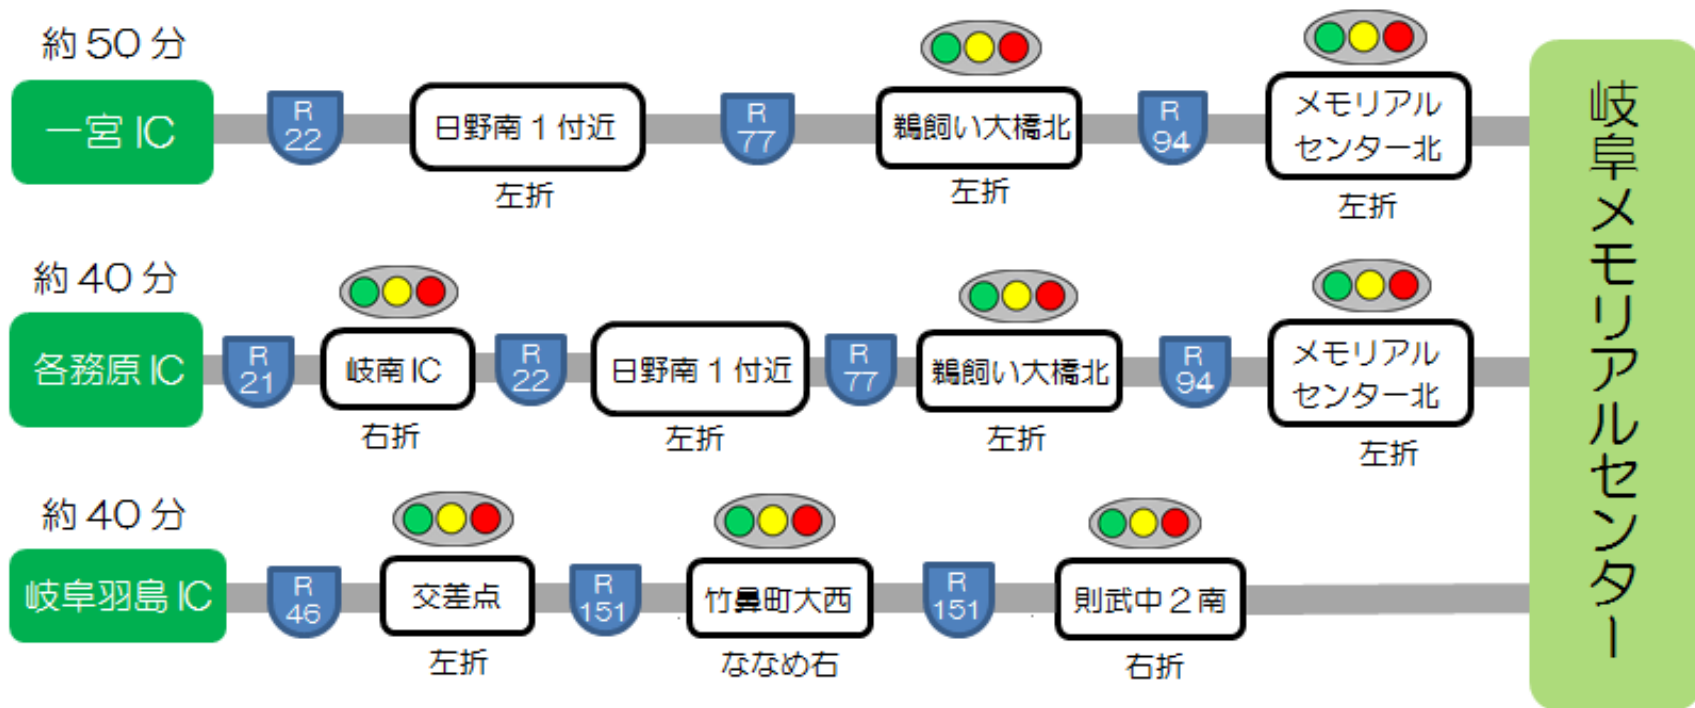 約50分
一宮IC
R
22
日野南1付近
左折
R
77
鵜飼い大橋北
左折
R
94
メモリアル
センター北
左折
約40分
各務原IC
R
21
岐南IC
右折
R
22
日野南1付近
左折
R
77
鵜飼い大橋北
左折
R
94
メモリアル
センター北
左折
約40分
岐阜羽島IC
R
46
交差点
左折
R
151
竹鼻町大西
ななめ右
R
151
則武中2南
右折
岐阜メモリアルセンター